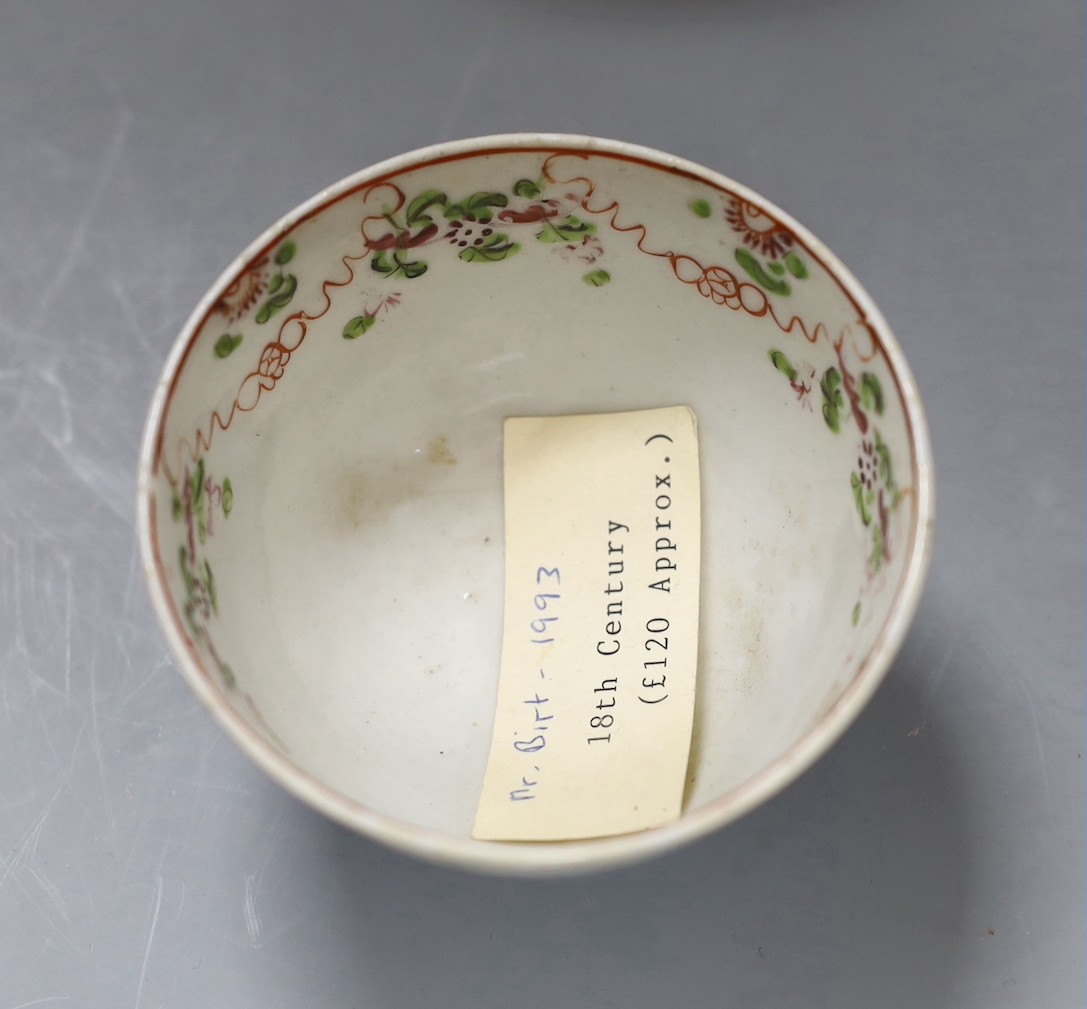 Mr. Birt - 1993
18th Century
(£120 Approx.)